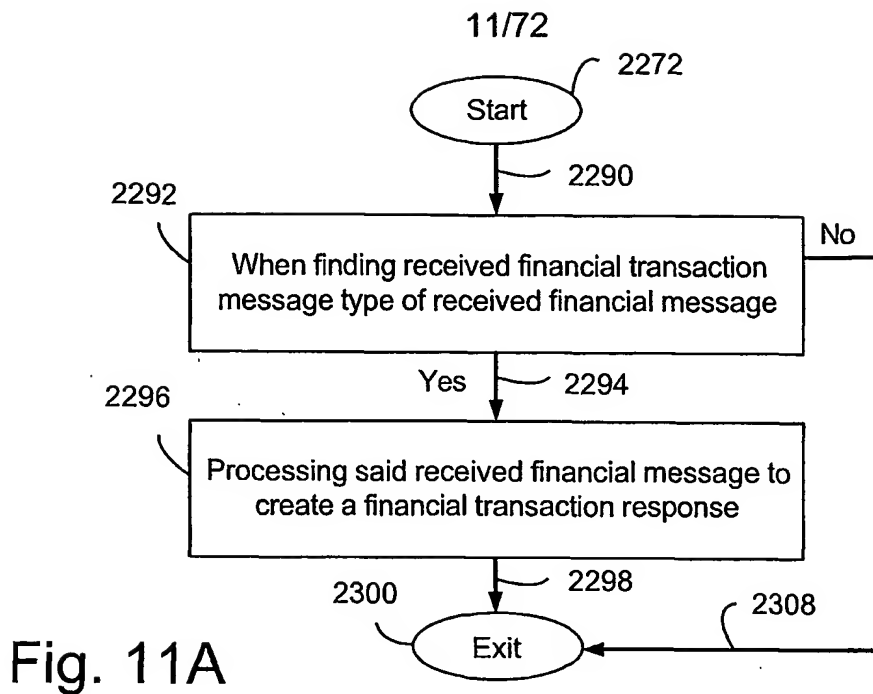 11/72
2272
Start
2290
2292
No
When finding received financial transaction
message type of received financial message
Yes
2294
2296
Processing said received financial message to
create a financial transaction response
2298
2300
2308
Exit
Fig. 11A